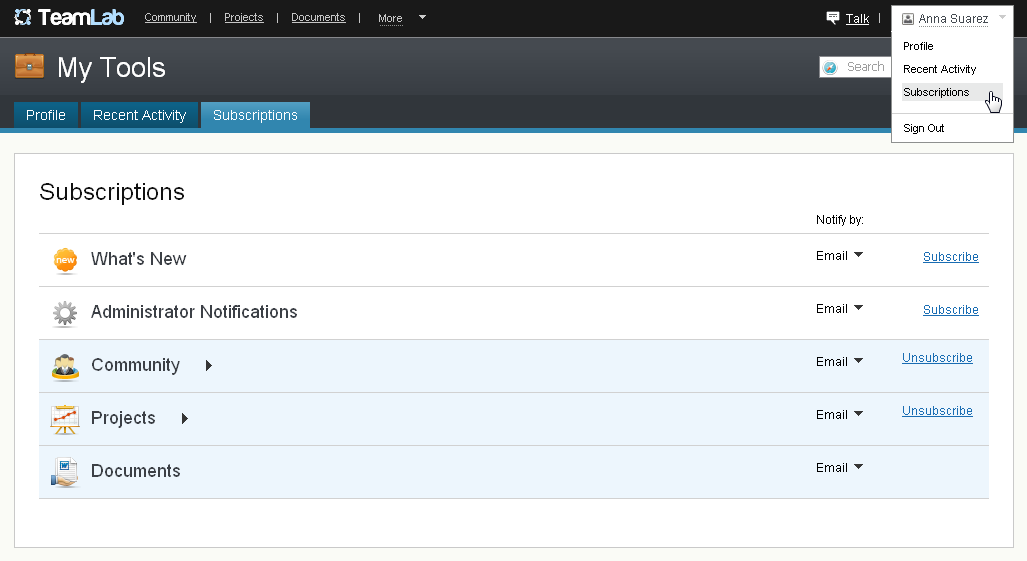 TeamLab Community | Projects | Documents | More Talk | Anna Suarez
Profile
My Tools Search
Recent Activity
Subscriptions
Profile Recent Activity Subscriptions
Sign Out
Subscriptions
Notify by:
new What's New Email Subscribe
Administrator Notifications Email Subscribe
Community Email Unsubscribe
Projects Email Unsubscribe
Documents Email